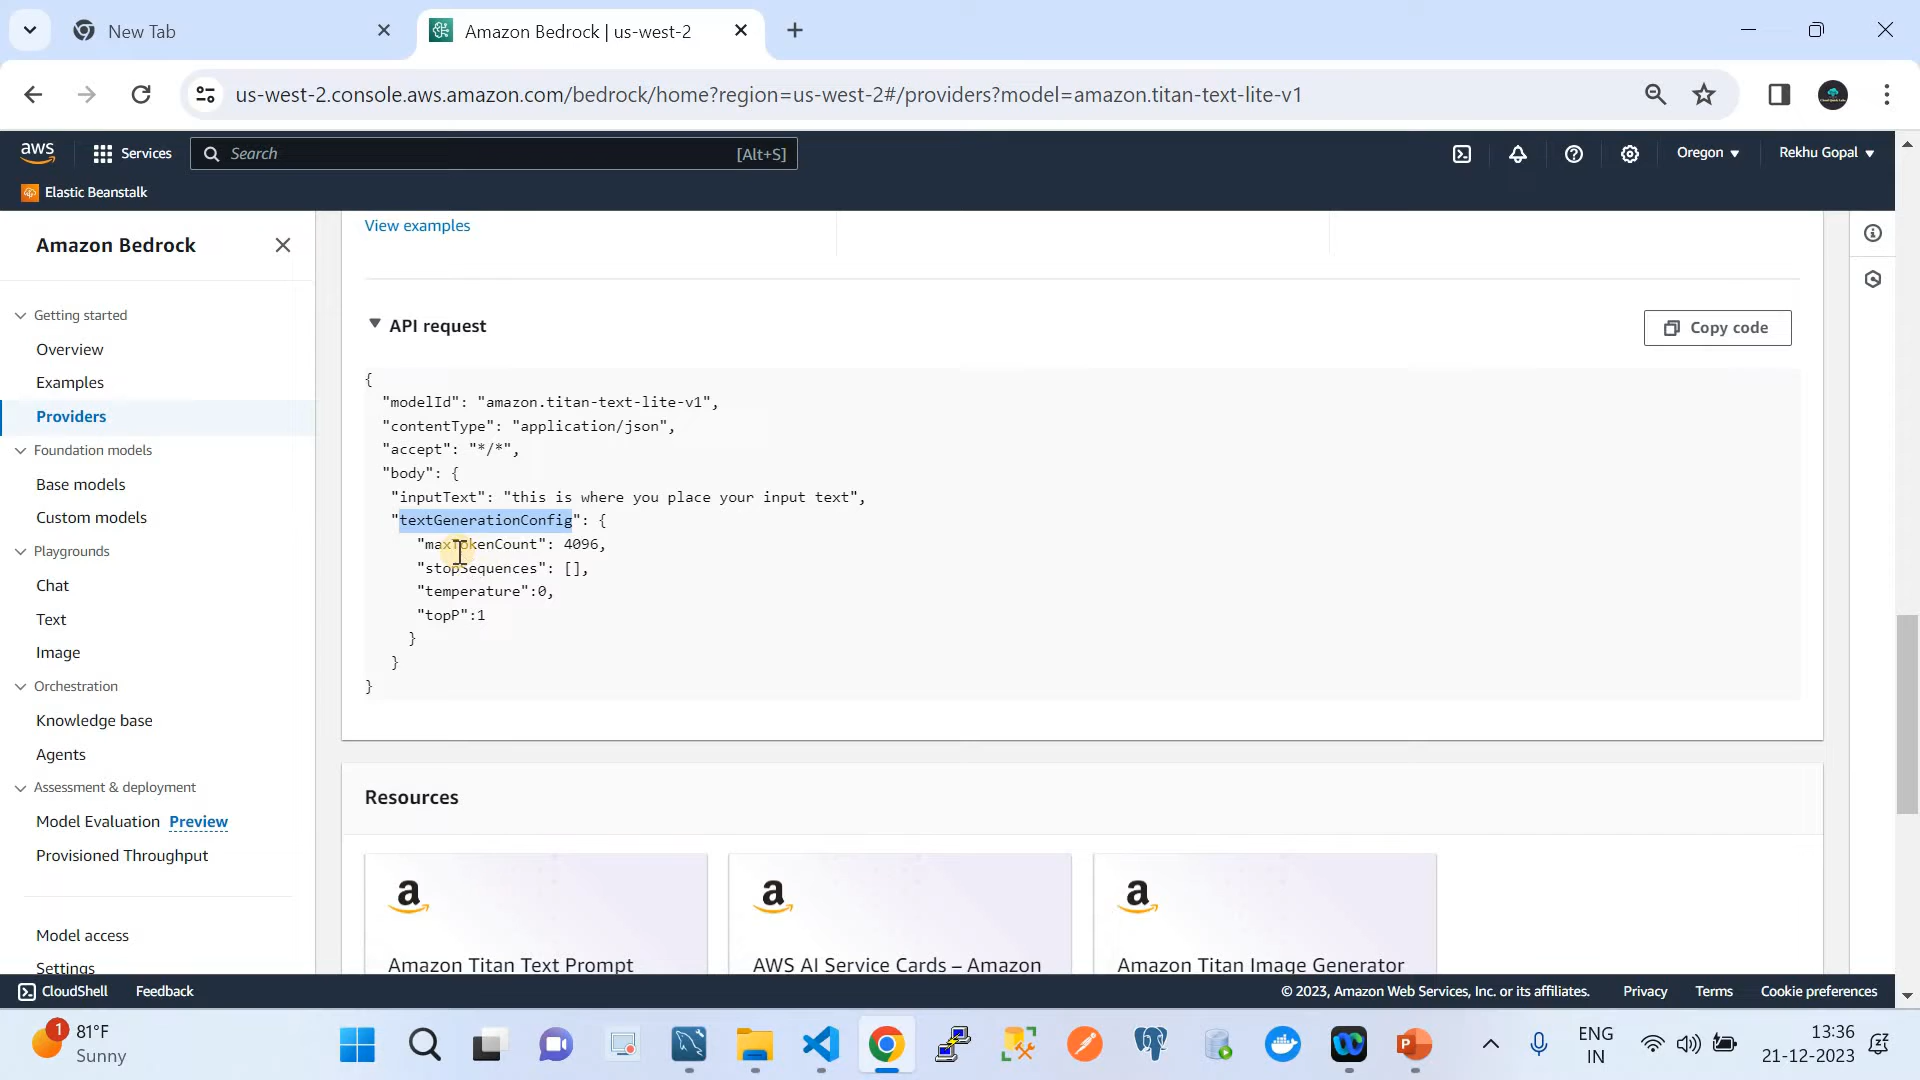 New Tab
Amazon Bedrock | us-west-2
us-west-2.console.aws.amazon.com/bedrock/home?region=us-west-2#/providers?model=amazon.titan-text-lite-v1
aws
Services
Search
[Alt+S]
Oregon
Rekhu Gopal
Elastic Beanstalk
Amazon Bedrock
Getting started
Overview
Examples
Providers
Foundation models
Base models
Custom models
Playgrounds
Chat
Text
Image
Orchestration
Knowledge base
Agents
Assessment & deployment
Model Evaluation Preview
Provisioned Throughput
Model access
Settings
View examples
API request
Copy code
{
"modelId": "amazon.titan-text-lite-v1",
"contentType": "application/json",
"accept": "*/*",
"body": {
"inputText": "this is where you place your input text",
"textGenerationConfig": {
"maxTokenCount": 4096,
"stopSequences": [],
"temperature":0,
"topP":1
}
}
}
Resources
a
Amazon Titan Text Prompt
a
AWS AI Service Cards – Amazon
a
Amazon Titan Image Generator
CloudShell
Feedback
© 2023, Amazon Web Services, Inc. or its affiliates.
Privacy
Terms
Cookie preferences
1
81°F
Sunny
ENG
IN
13:36
21-12-2023